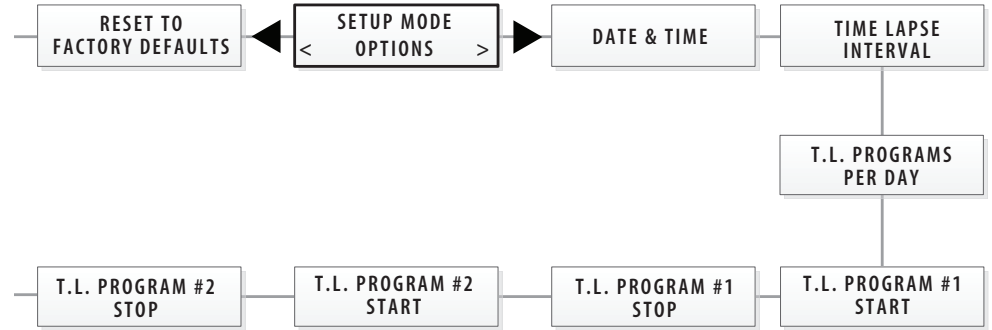 RESET TO
FACTORY DEFAULTS
SETUP MODE
< OPTIONS >
DATE & TIME
TIME LAPSE
INTERVAL
T.L. PROGRAMS
PER DAY
T.L. PROGRAM #2
STOP
T.L. PROGRAM #2
START
T.L. PROGRAM #1
STOP
T.L. PROGRAM #1
START